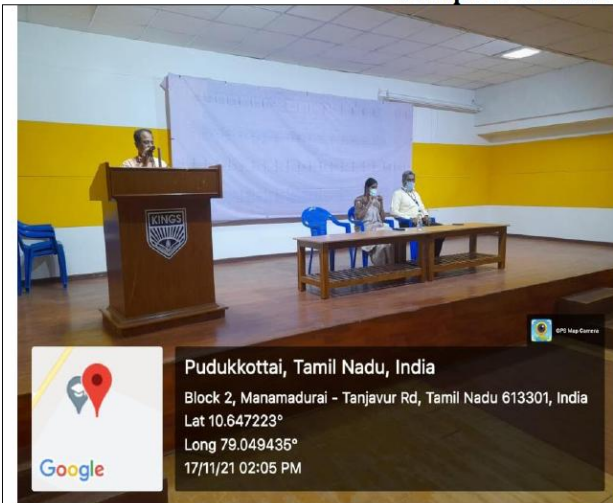 KINGS
GPS Map Camera
Pudukkottai, Tamil Nadu, India
Block 2, Manamadurai - Tanjavur Rd, Tamil Nadu 613301, India
Lat 10.647223°
Long 79.049435°
17/11/21 02:05 PM
Google